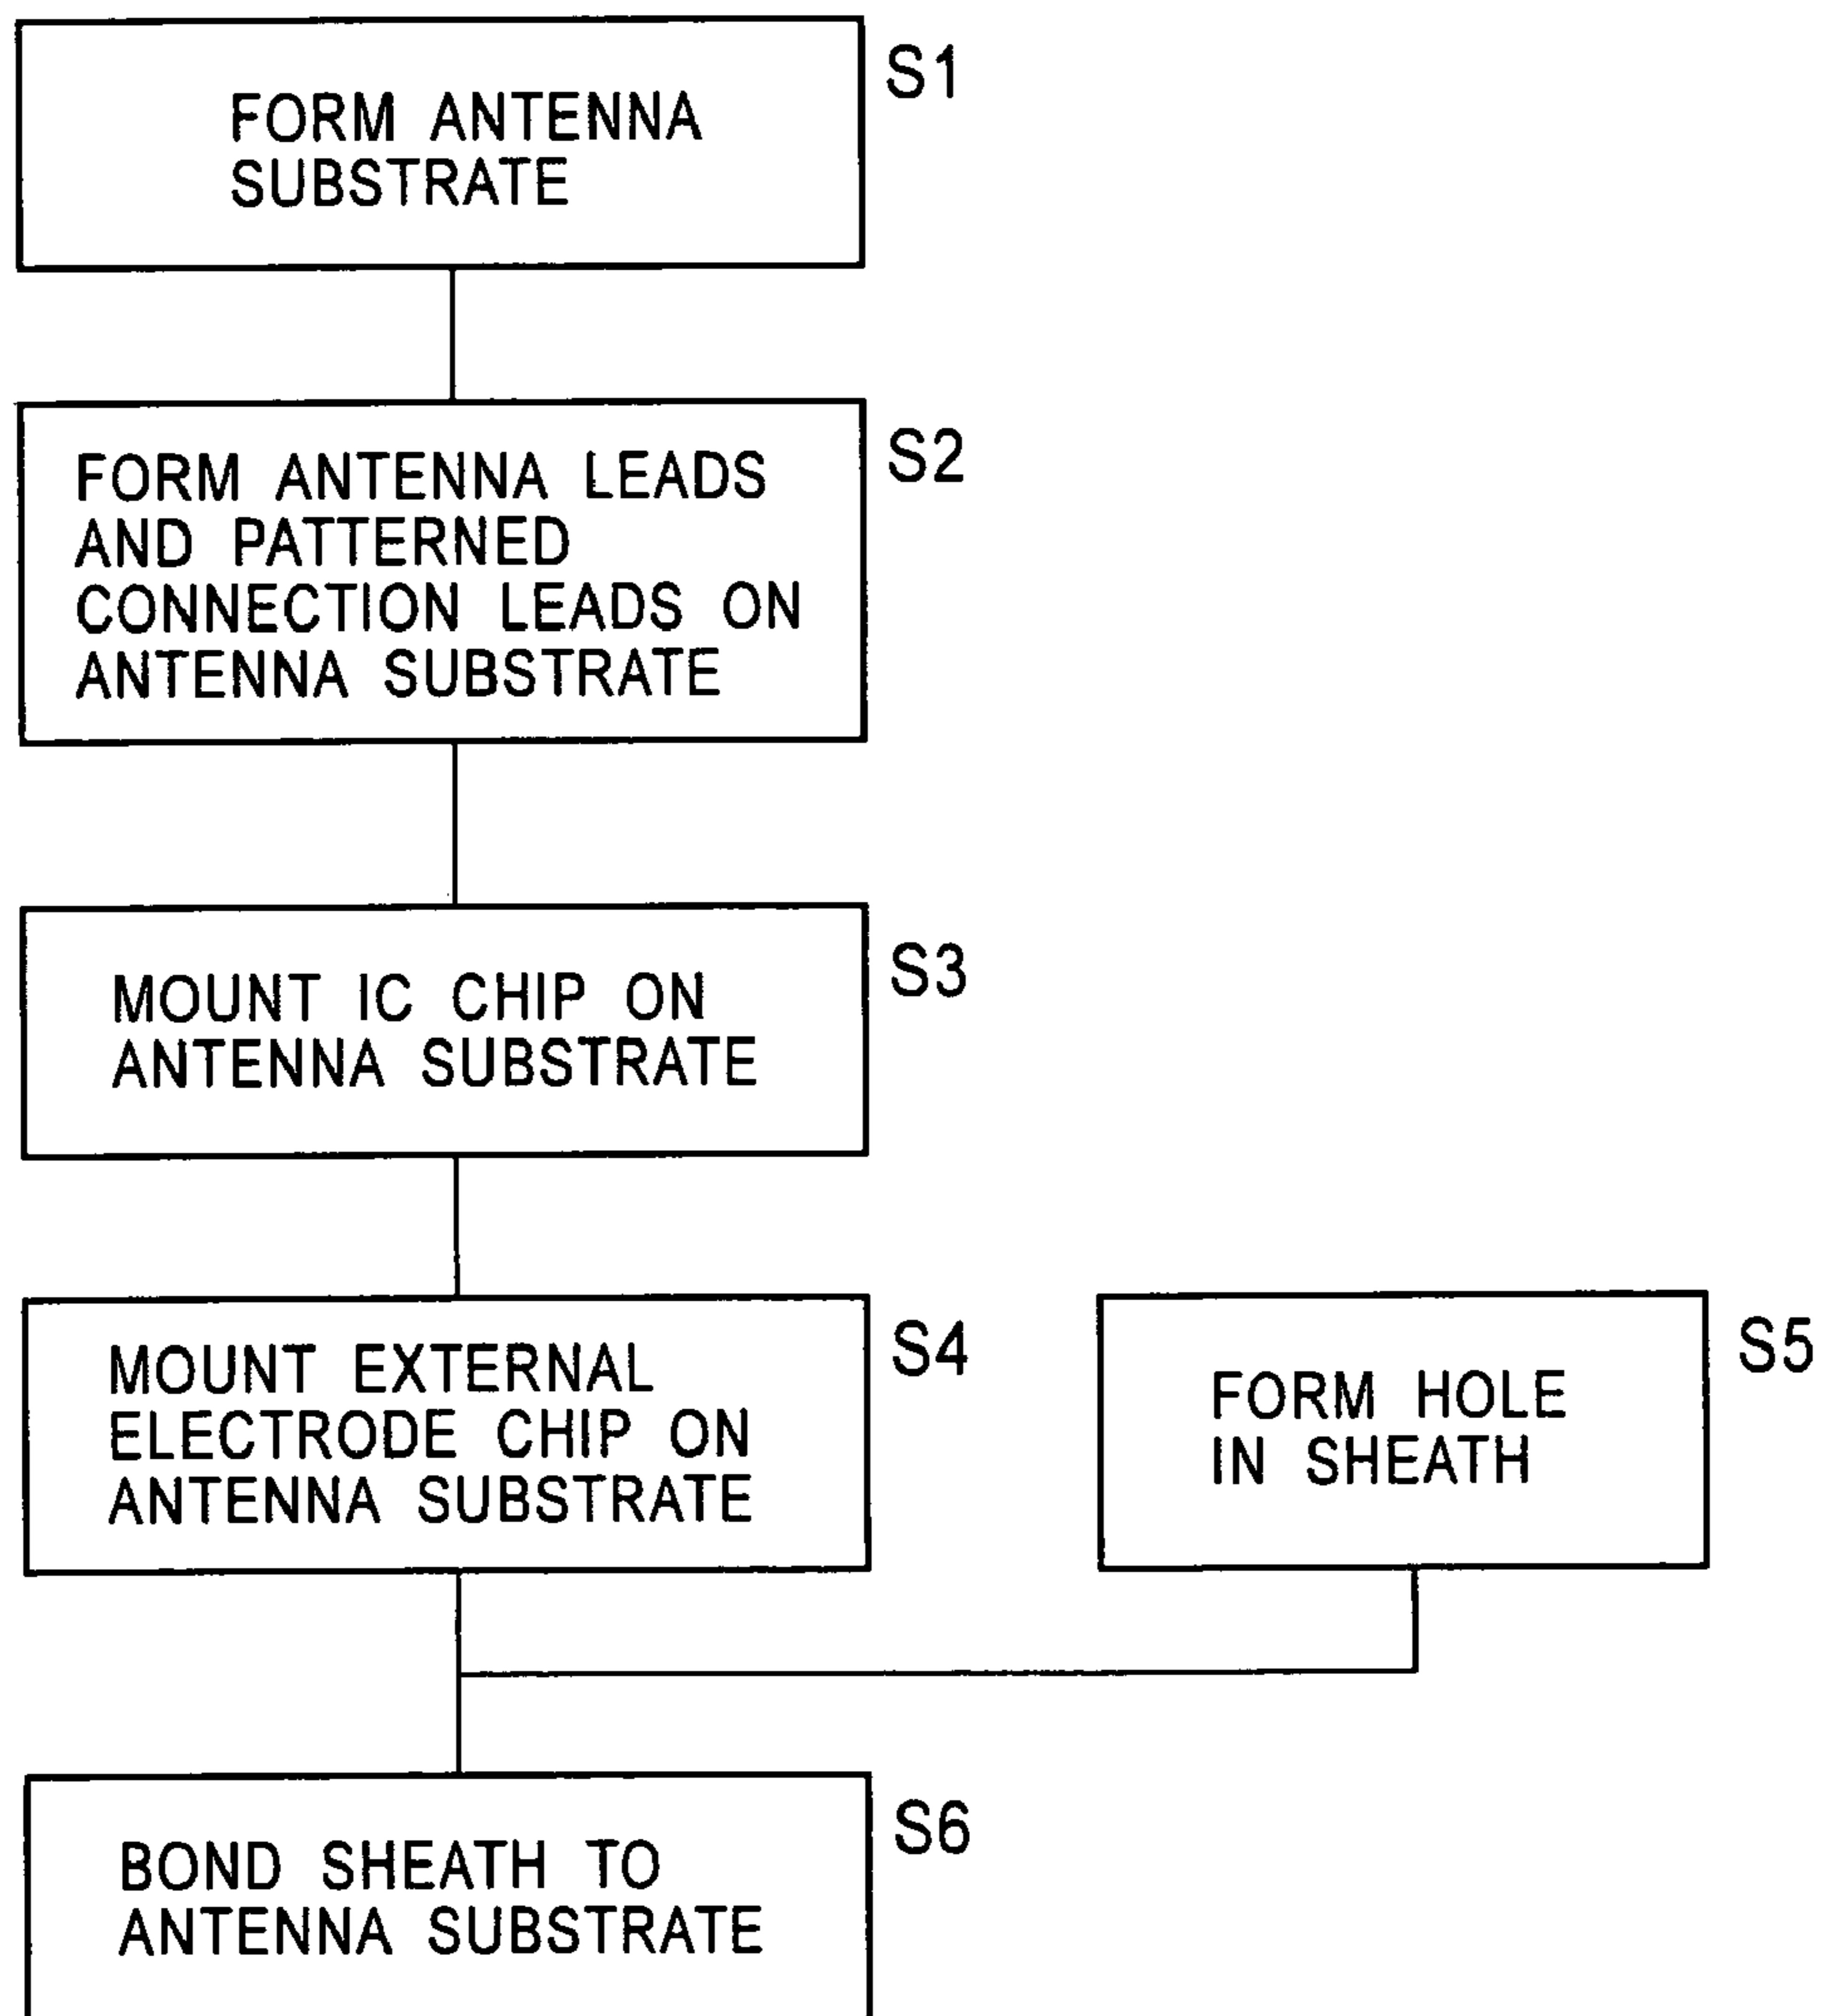 FORM ANTENNA
SUBSTRATE
S1
FORM ANTENNA LEADS
AND PATTERNED
CONNECTION LEADS ON
ANTENNA SUBSTRATE
S2
MOUNT IC CHIP ON
ANTENNA SUBSTRATE
S3
MOUNT EXTERNAL
ELECTRODE CHIP ON
ANTENNA SUBSTRATE
S4
FORM HOLE
IN SHEATH
S5
BOND SHEATH TO
ANTENNA SUBSTRATE
S6